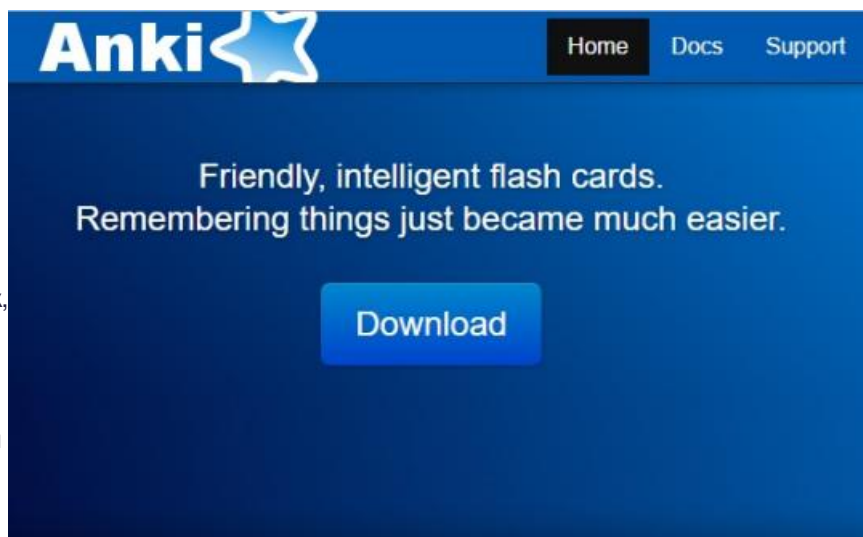 Anki
Home Docs Support
Friendly, intelligent flash cards.
Remembering things just became much easier.
Download